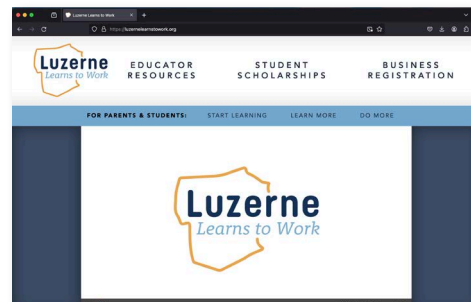 Luzerne Learns to Work
https://luzernelearnstowork.org
Luzerne
Learns to Work
EDUCATOR
RESOURCES
STUDENT
SCHOLARSHIPS
BUSINESS
REGISTRATION
FOR PARENTS & STUDENTS:
START LEARNING
LEARN MORE
DO MORE
Luzerne
Learns to Work